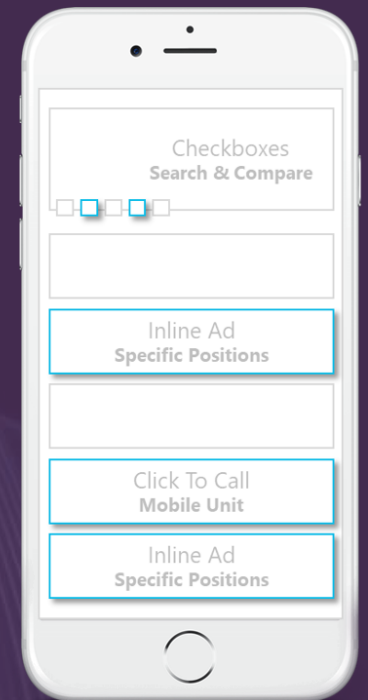 Checkboxes
Search & Compare
Inline Ad
Specific Positions
Click To Call
Mobile Unit
Inline Ad
Specific Positions